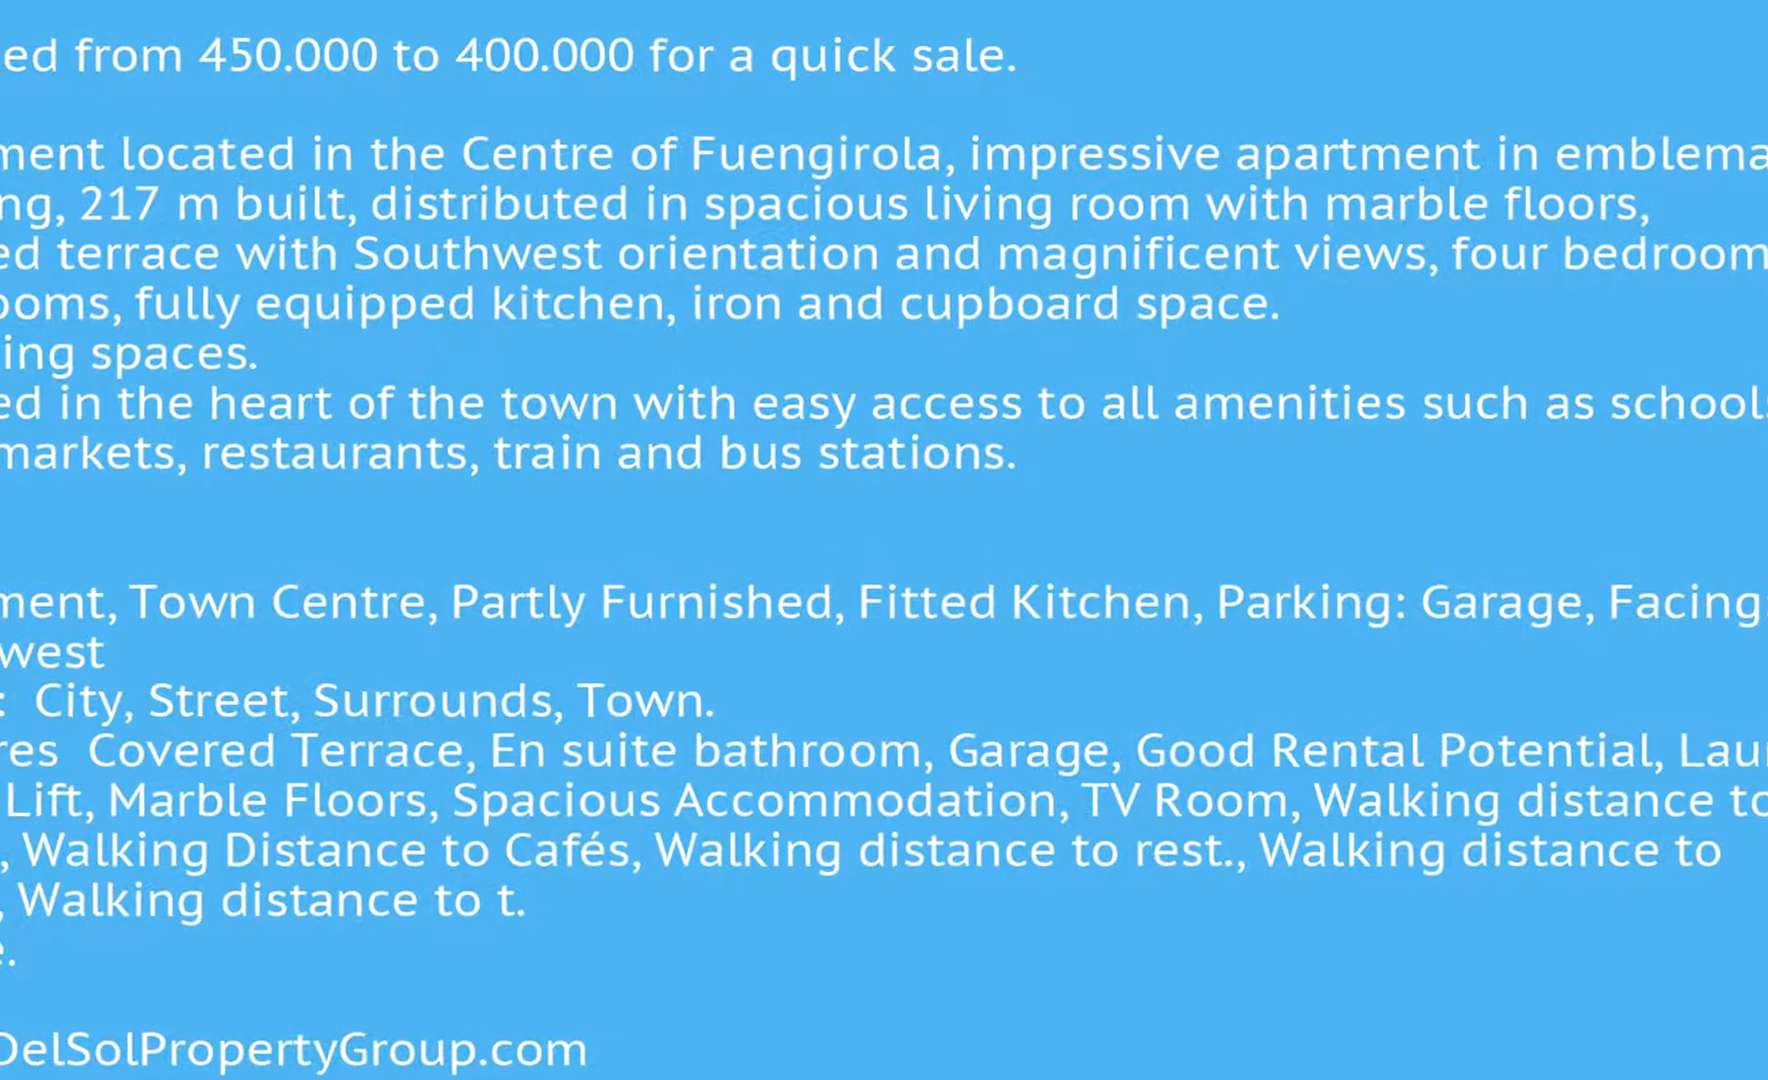 ed from 450.000 to 400.000 for a quick sale.
ment located in the Centre of Fuengirola, impressive apartment in emblema
ng, 217 m built, distributed in spacious living room with marble floors,
ed terrace with Southwest orientation and magnificent views, four bedroom
ooms, fully equipped kitchen, iron and cupboard space.
ing spaces.
ed in the heart of the town with easy access to all amenities such as schools
markets, restaurants, train and bus stations.
ment, Town Centre, Partly Furnished, Fitted Kitchen, Parking: Garage, Facing:
west
: City, Street, Surrounds, Town.
res Covered Terrace, En suite bathroom, Garage, Good Rental Potential, Lau
Lift, Marble Floors, Spacious Accommodation, TV Room, Walking distance to
, Walking Distance to Cafés, Walking distance to rest., Walking distance to
, Walking distance to t.
e.
DelSolPropertyGroup.com